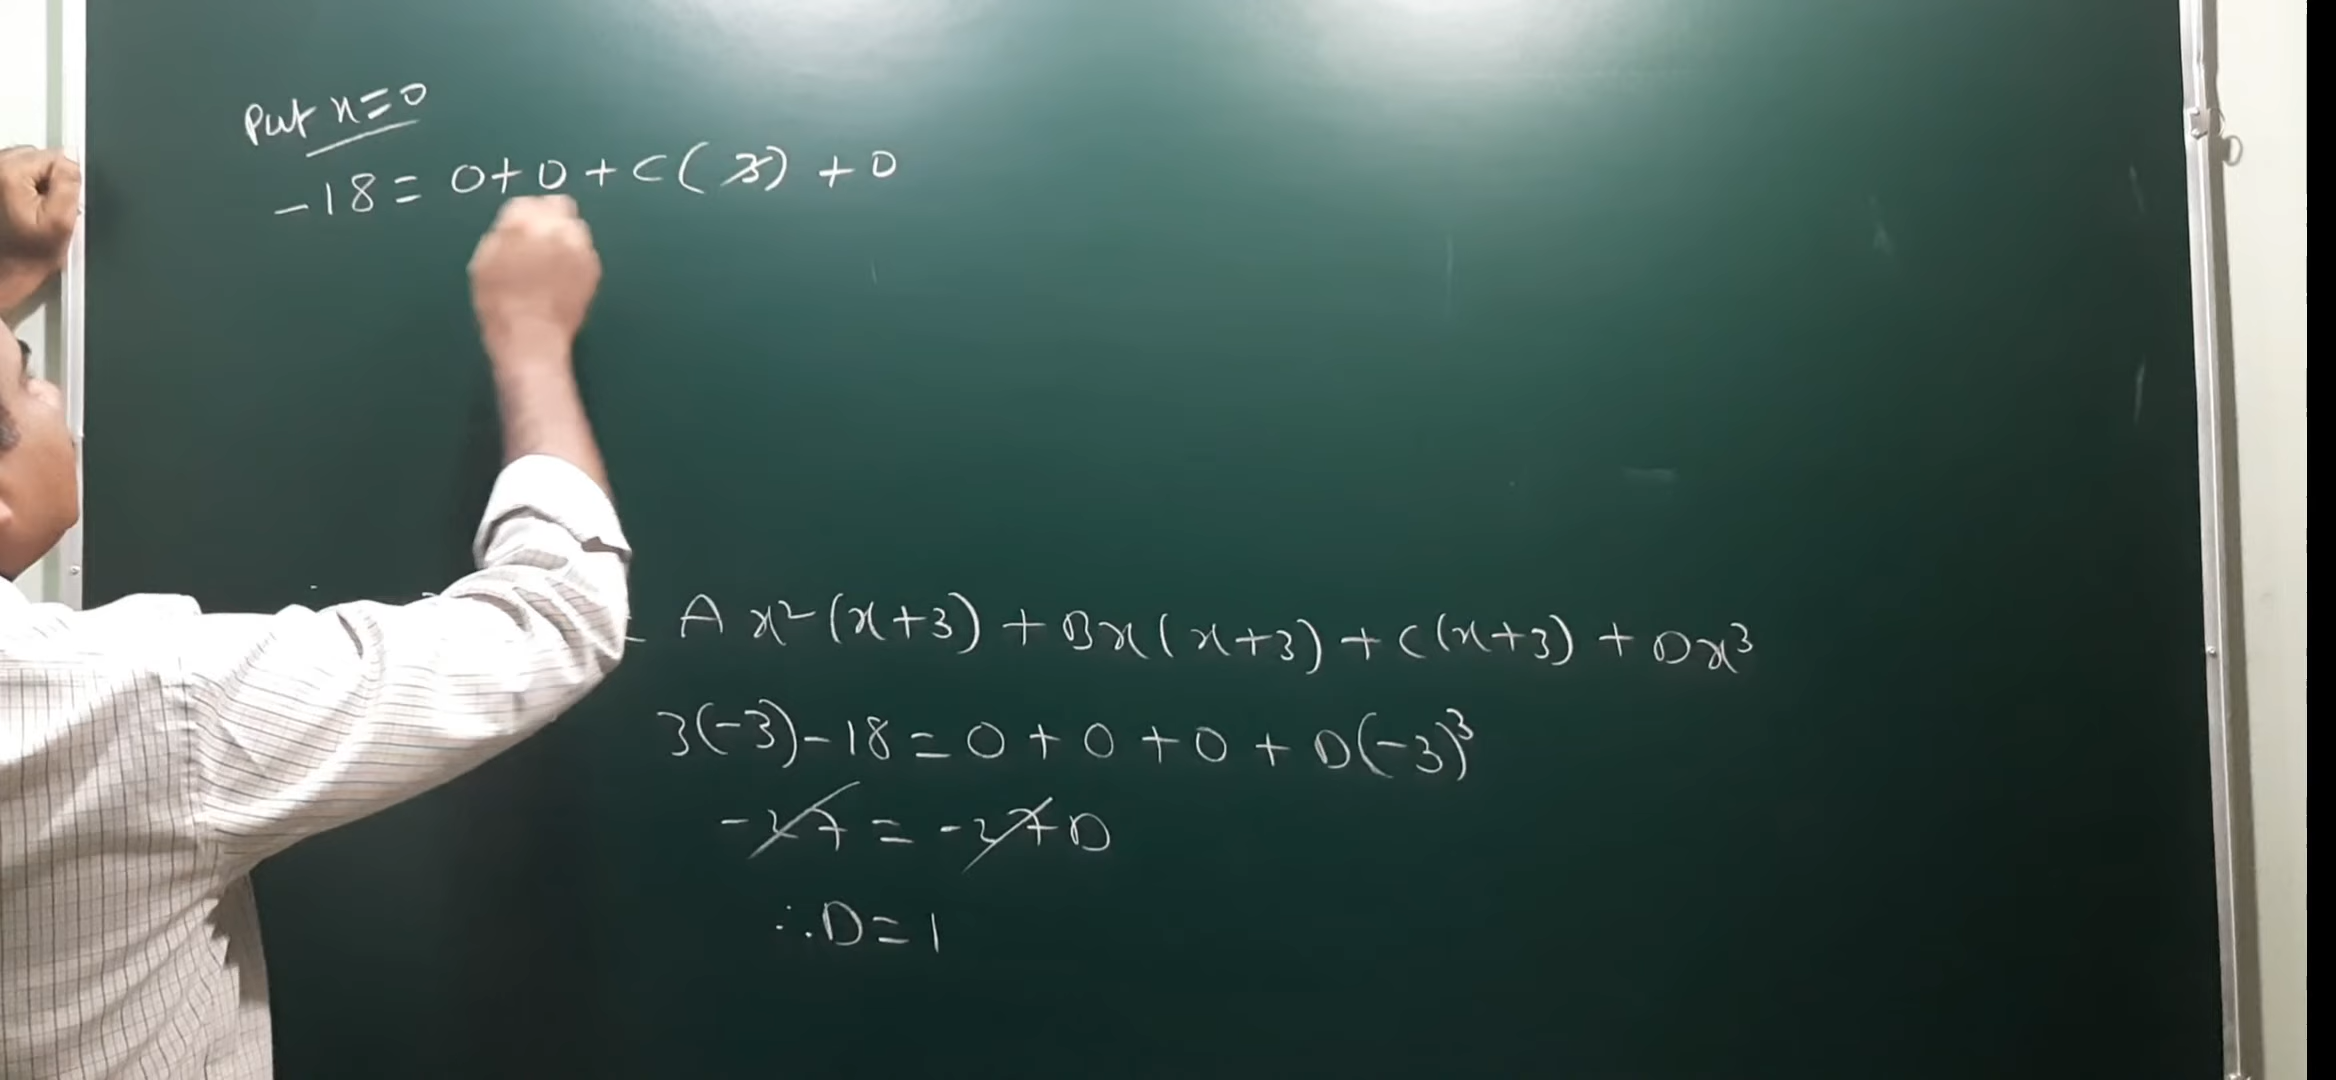 Put x=0
-18= 0+0+C(3)+0
Ax²(x+3)+Bx(x+3)+C(x+3)+Dx³
3(-3)-18=0+0+0+D(-3)³
-27=-27D
∴D=1